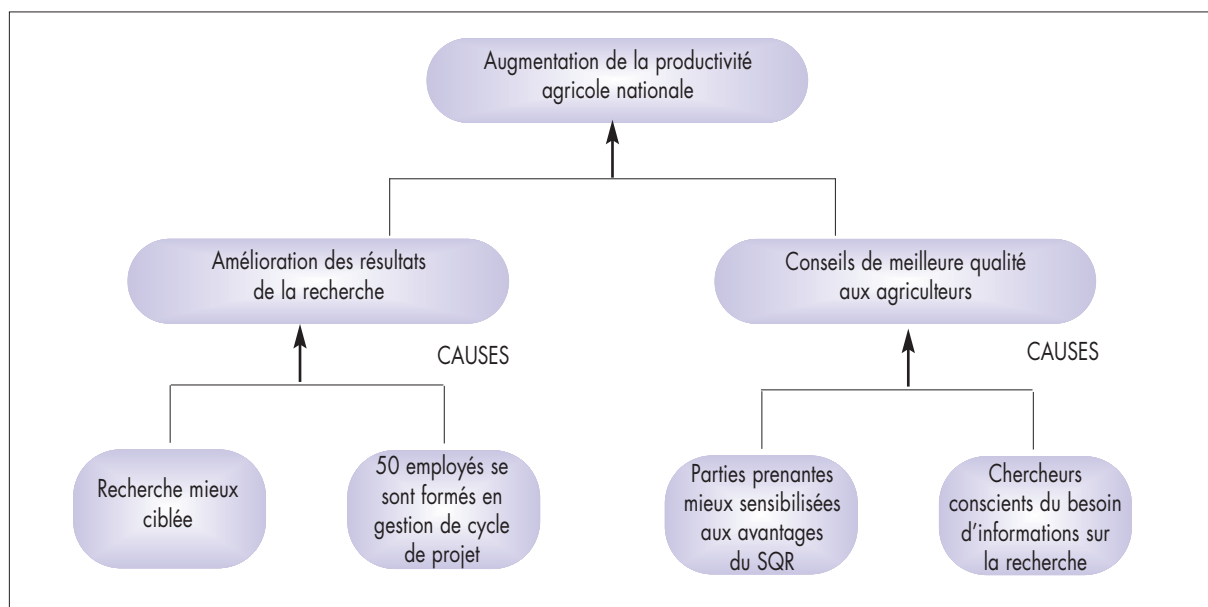 Augmentation de la productivité
agricole nationale
Amélioration des résultats
de la recherche
Conseils de meilleure qualité
aux agriculteurs
CAUSES
CAUSES
Recherche mieux
ciblée
50 employés se
sont formés en
gestion de cycle
de projet
Parties prenantes
mieux sensibilisées
aux avantages
du SQR
Chercheurs
conscients du besoin
d'informations sur
la recherche